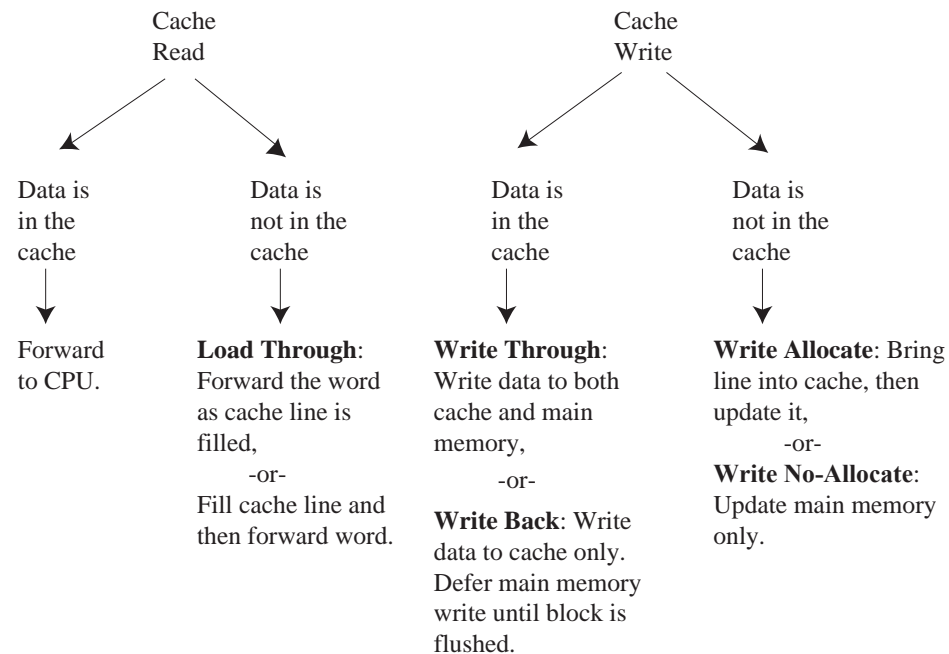 Cache
Read
Cache
Write
Data is
in the
cache
Data is
not in the
cache
Data is
in the
cache
Data is
not in the
cache
Forward
to CPU.
Load Through:
Forward the word
as cache line is
filled,
-or-
Fill cache line and
then forward word.
Write Through:
Write data to both
cache and main
memory,
-or-
Write Back: Write
data to cache only.
Defer main memory
write until block is
flushed.
Write Allocate: Bring
line into cache, then
update it,
-or-
Write No-Allocate:
Update main memory
only.